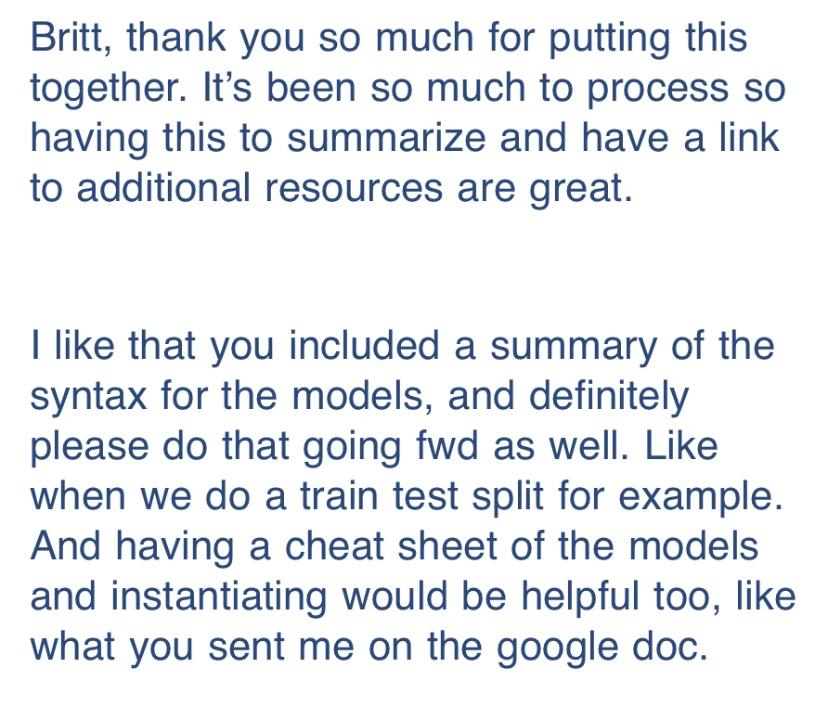 Britt, thank you so much for putting this
together. It’s been so much to process so
having this to summarize and have a link
to additional resources are great.
I like that you included a summary of the
syntax for the models, and definitely
please do that going fwd as well. Like
when we do a train test split for example.
And having a cheat sheet of the models
and instantiating would be helpful too, like
what you sent me on the google doc.